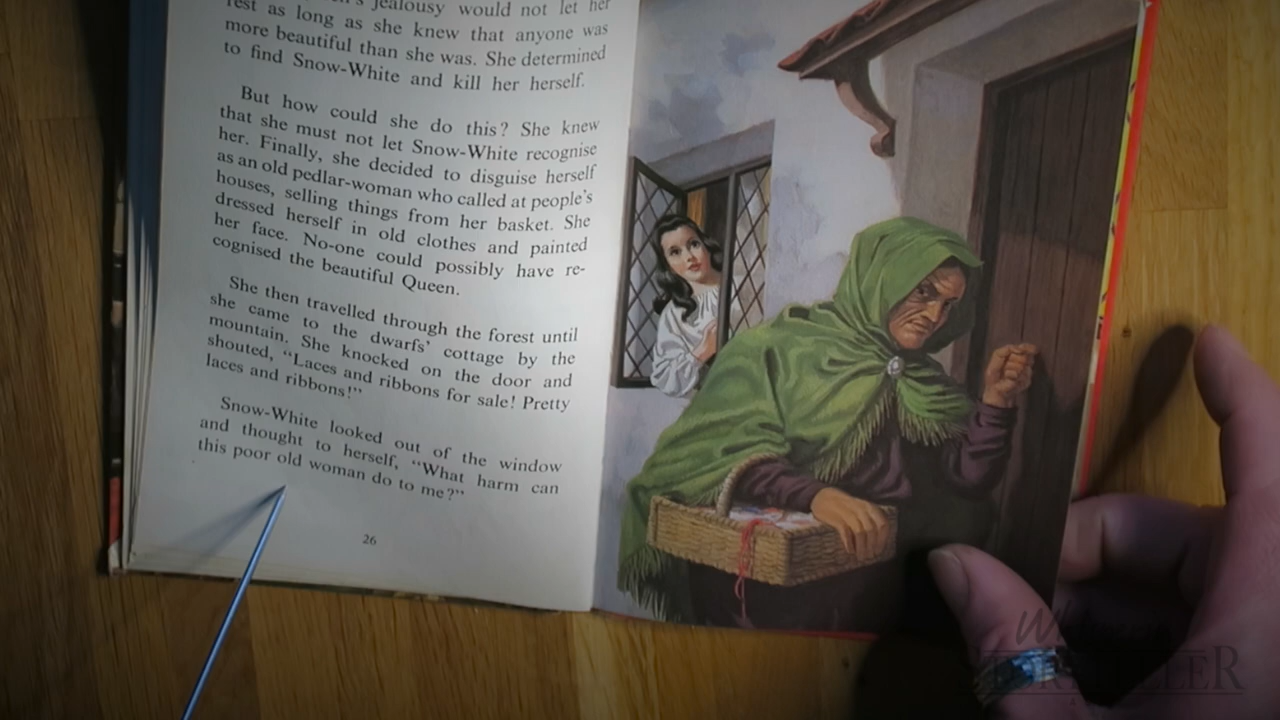 jealousy would not let her
rest as long as she knew that anyone was
more beautiful than she was. She determined
to find Snow-White and kill her herself.
But how could she do this? She knew
that she must not let Snow-White recognise
her. Finally, she decided to disguise herself
as an old pedlar-woman who called at people's
houses, selling things from her basket. She
dressed herself in old clothes and painted
her face. No-one could possibly have re-
cognised the beautiful Queen.
She then travelled through the forest until
she came to the dwarfs' cottage by the
mountain. She knocked on the door and
shouted, "Laces and ribbons for sale! Pretty
laces and ribbons!"
Snow-White looked out of the window
and thought to herself, "What harm can
this poor old woman do to me?"
26